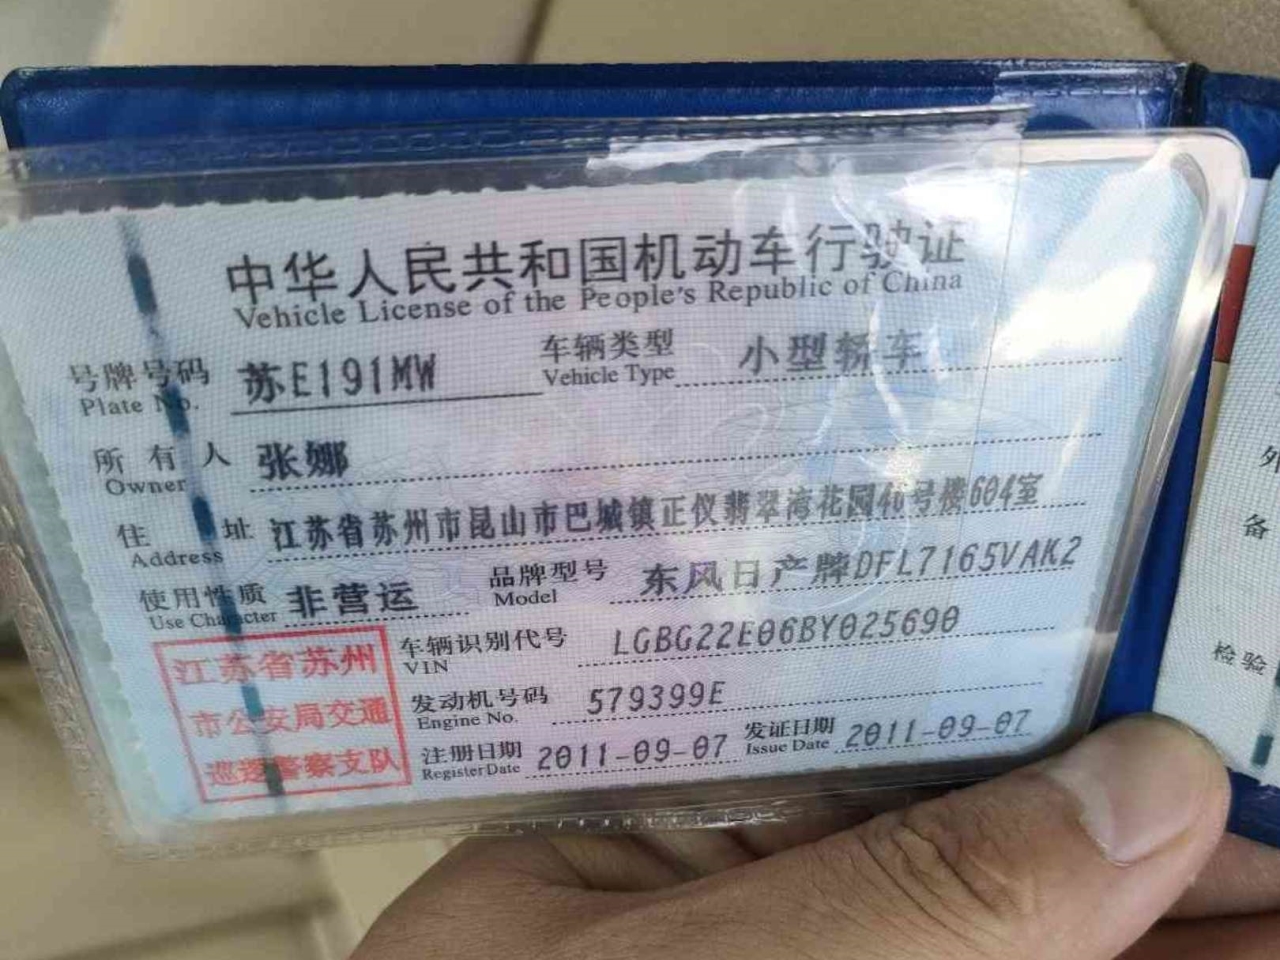 中华人民共和国机动车行驶证
Vehicle License of the People's Republic of China
号牌号码 苏E191MW 车辆类型 小型轿车
Plate No. Vehicle Type
所有人 张娜
Owner
住址 江苏省苏州市昆山市巴城镇正仪翡翠湾花园46号楼604室
Address
使用性质 非营运 品牌型号 东风日产牌DFL7165VAK2
Use Character Model
江苏省苏州
市公安局交通
巡逻警察支队
车辆识别代号 LGBG22E06BY025690
VIN
发动机号码 579399E
Engine No.
注册日期 2011-09-07 发证日期 2011-09-07
Register Date Issue Date
外
备
检验